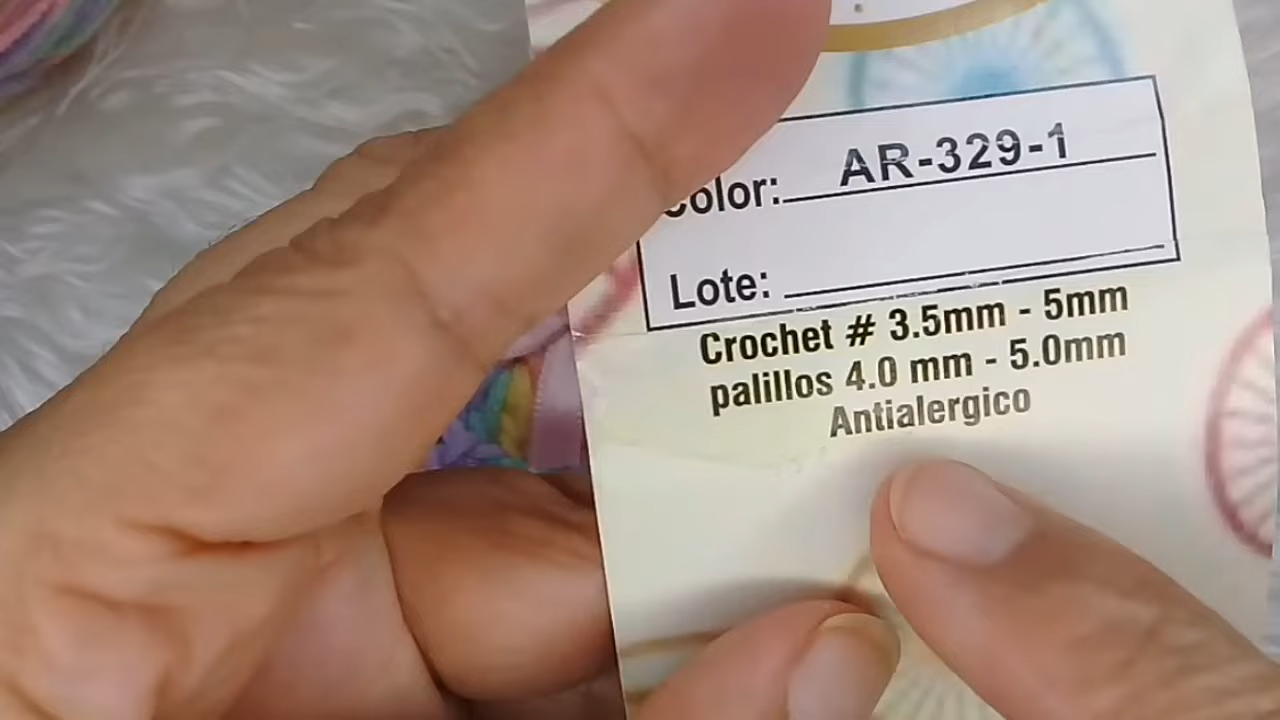 Color: AR-329-1
Lote:
Crochet # 3.5mm - 5mm
palillos 4.0 mm - 5.0mm
Antialergico